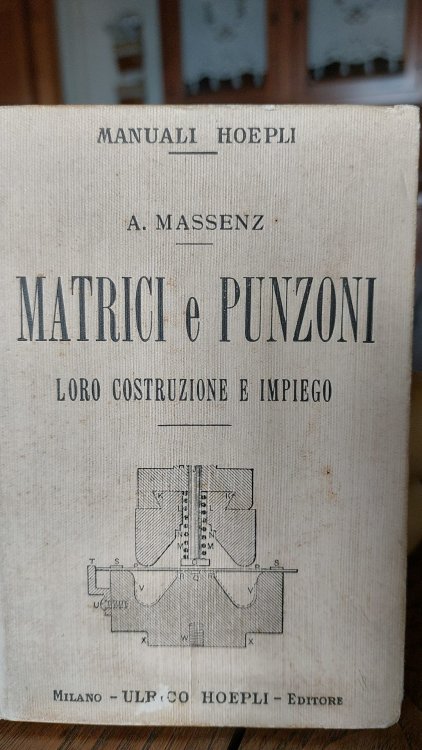 MANUALI HOEPLI
A. MASSENZ
MATRICI e PUNZONI
LORO COSTRUZIONE E IMPIEGO
K K
L L
N N
M M
T S R R S
V V
U
X W X
MILANO - ULRICO HOEPLI - EDITORE